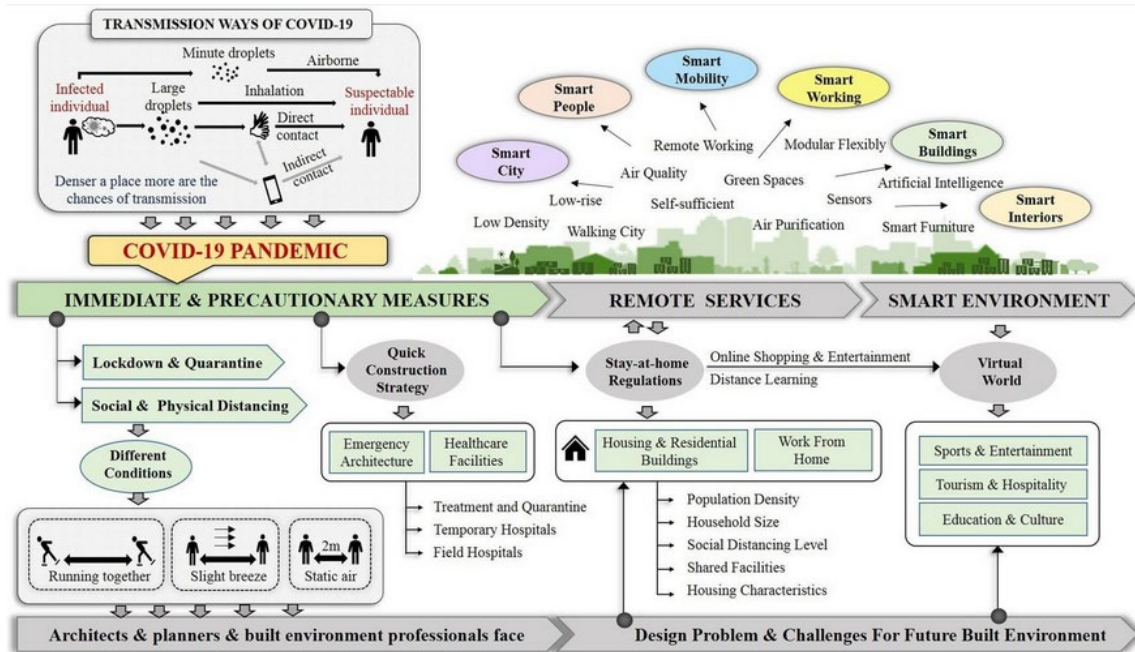 TRANSMISSION WAYS OF COVID-19
Minute droplets
Airborne
Infected
individual
Large
droplets
Inhalation
Suspectable
individual
Direct
contact
Indirect
contact
Denser a place more are the
chances of transmission
COVID-19 PANDEMIC
Smart
City
Smart
People
Smart
Mobility
Smart
Working
Smart
Buildings
Smart
Interiors
Remote Working
Modular Flexibly
Air Quality
Green Spaces
Artificial Intelligence
Low-rise
Self-sufficient
Sensors
Low Density
Walking City
Air Purification
Smart Furniture
IMMEDIATE & PRECAUTIONARY MEASURES
REMOTE SERVICES
SMART ENVIRONMENT
Lockdown & Quarantine
Social & Physical Distancing
Different
Conditions
Running together
Slight breeze
2m
Static air
Quick
Construction
Strategy
Emergency
Architecture
Healthcare
Facilities
Treatment and Quarantine
Temporary Hospitals
Field Hospitals
Stay-at-home
Regulations
Online Shopping & Entertainment
Distance Learning
Housing & Residential
Buildings
Work From
Home
Population Density
Household Size
Social Distancing Level
Shared Facilities
Housing Characteristics
Virtual
World
Sports & Entertainment
Tourism & Hospitality
Education & Culture
Architects & planners & built environment professionals face
Design Problem & Challenges For Future Built Environment